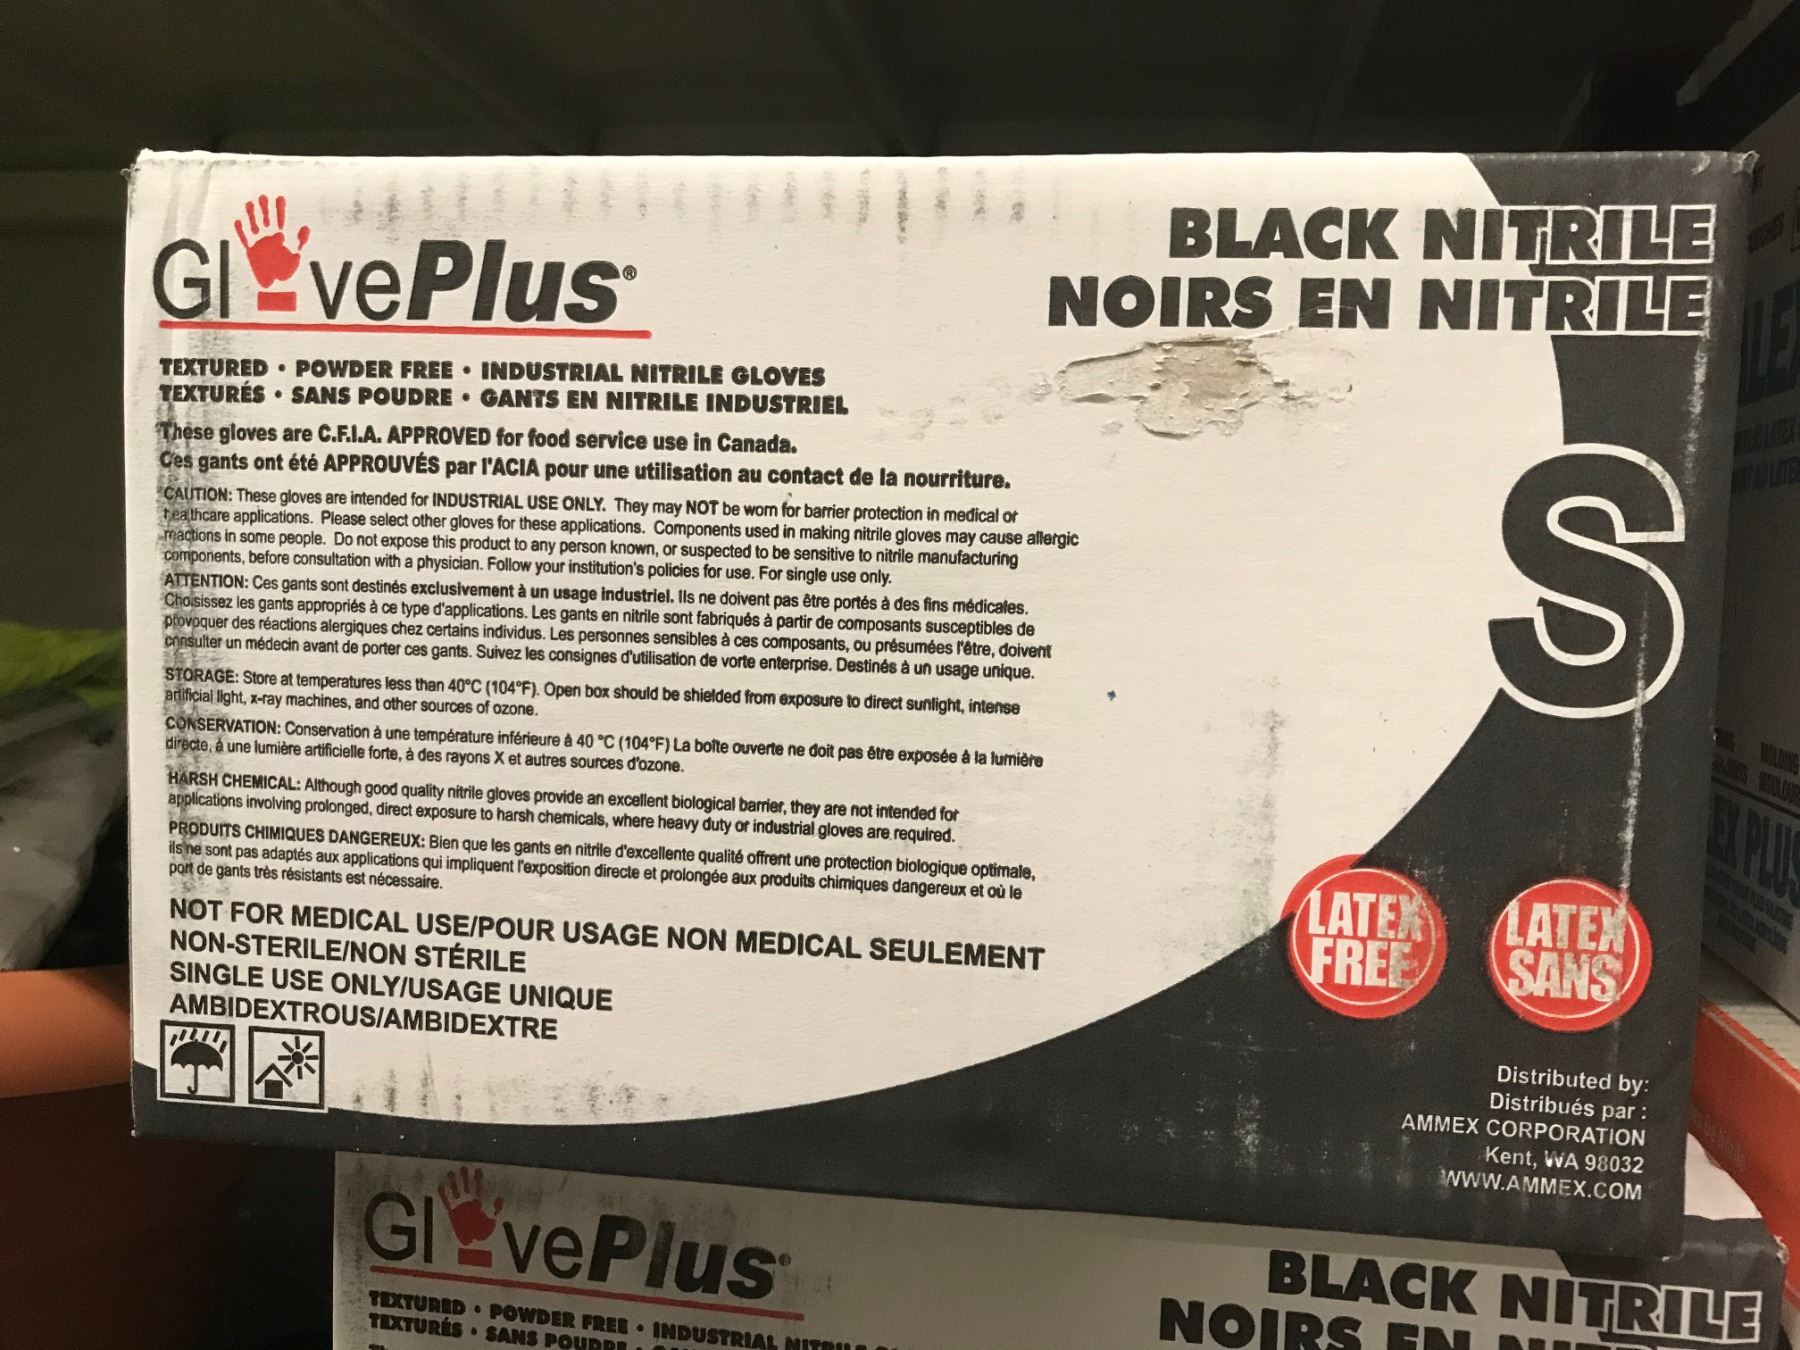 GlovePlus®
BLACK NITRILE
NOIRS EN NITRILE
TEXTURED • POWDER FREE • INDUSTRIAL NITRILE GLOVES
TEXTURÉS • SANS POUDRE • GANTS EN NITRILE INDUSTRIEL
These gloves are C.F.I.A. APPROVED for food service use in Canada.
Ces gants ont été APPROUVÉS par l'ACIA pour une utilisation au contact de la nourriture.
CAUTION: These gloves are intended for INDUSTRIAL USE ONLY. They may NOT be worn for barrier protection in medical or
healthcare applications. Please select other gloves for these applications. Components used in making nitrile gloves may cause allergic
reactions in some people. Do not expose this product to any person known, or suspected to be sensitive to nitrile manufacturing
components, before consultation with a physician. Follow your institution's policies for use. For single use only.
ATTENTION: Ces gants sont destinés exclusivement à un usage industriel. Ils ne doivent pas être portés à des fins médicales.
Choisissez les gants appropriés à ce type d'applications. Les gants en nitrile sont fabriqués à partir de composants susceptibles de
provoquer des réactions alergiques chez certains individus. Les personnes sensibles à ces composants, ou présumées l'être, doivent
consulter un médecin avant de porter ces gants. Suivez les consignes d'utilisation de vorte enterprise. Destinés à un usage unique.
STORAGE: Store at temperatures less than 40°C (104°F). Open box should be shielded from exposure to direct sunlight, intense
artificial light, x-ray machines, and other sources of ozone.
CONSERVATION: Conservation à une température inférieure à 40 °C (104°F) La boîte ouverte ne doit pas être exposée à la lumière
directe, à une lumière artificielle forte, à des rayons X et autres sources d'ozone.
HARSH CHEMICAL: Although good quality nitrile gloves provide an excellent biological barrier, they are not intended for
applications involving prolonged, direct exposure to harsh chemicals, where heavy duty or industrial gloves are required.
PRODUITS CHIMIQUES DANGEREUX: Bien que les gants en nitrile d'excellente qualité offrent une protection biologique optimale,
ils ne sont pas adaptés aux applications qui impliquent l'exposition directe et prolongée aux produits chimiques dangereux et où le
port de gants très résistants est nécessaire.
NOT FOR MEDICAL USE/POUR USAGE NON MEDICAL SEULEMENT
NON-STERILE/NON STÉRILE
SINGLE USE ONLY/USAGE UNIQUE
AMBIDEXTROUS/AMBIDEXTRE
S
LATEX
FREE
LATEX
SANS
Distributed by:
Distribués par :
AMMEX CORPORATION
Kent, WA 98032
WWW.AMMEX.COM
GlovePlus®
BLACK NITRILE
NOIRS EN
TEXTURED • POWDER FREE • INDUSTRIAL
TEXTURÉS • SANS